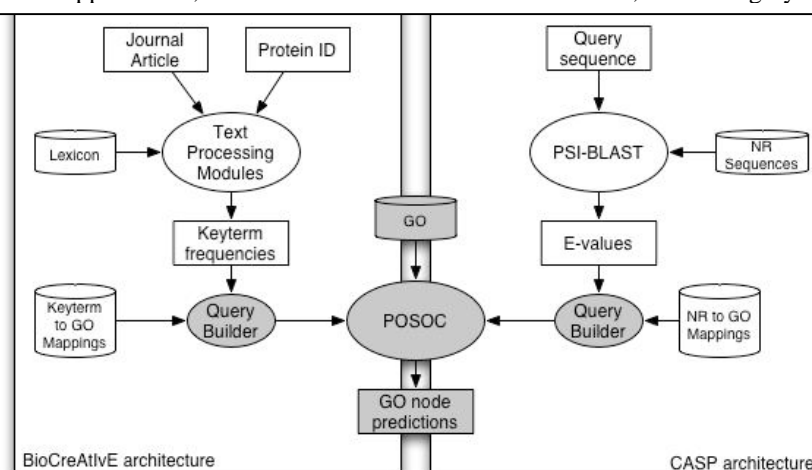 Journal
Article
Protein ID
Query
sequence
Lexicon
Text
Processing
Modules
PSI-BLAST
NR
Sequences
GO
Keyterm
frequencies
E-values
Keyterm
to GO
Mappings
Query
Builder
POSOC
Query
Builder
NR to GO
Mappings
GO node
predictions
BioCreAtIvE architecture
CASP architecture